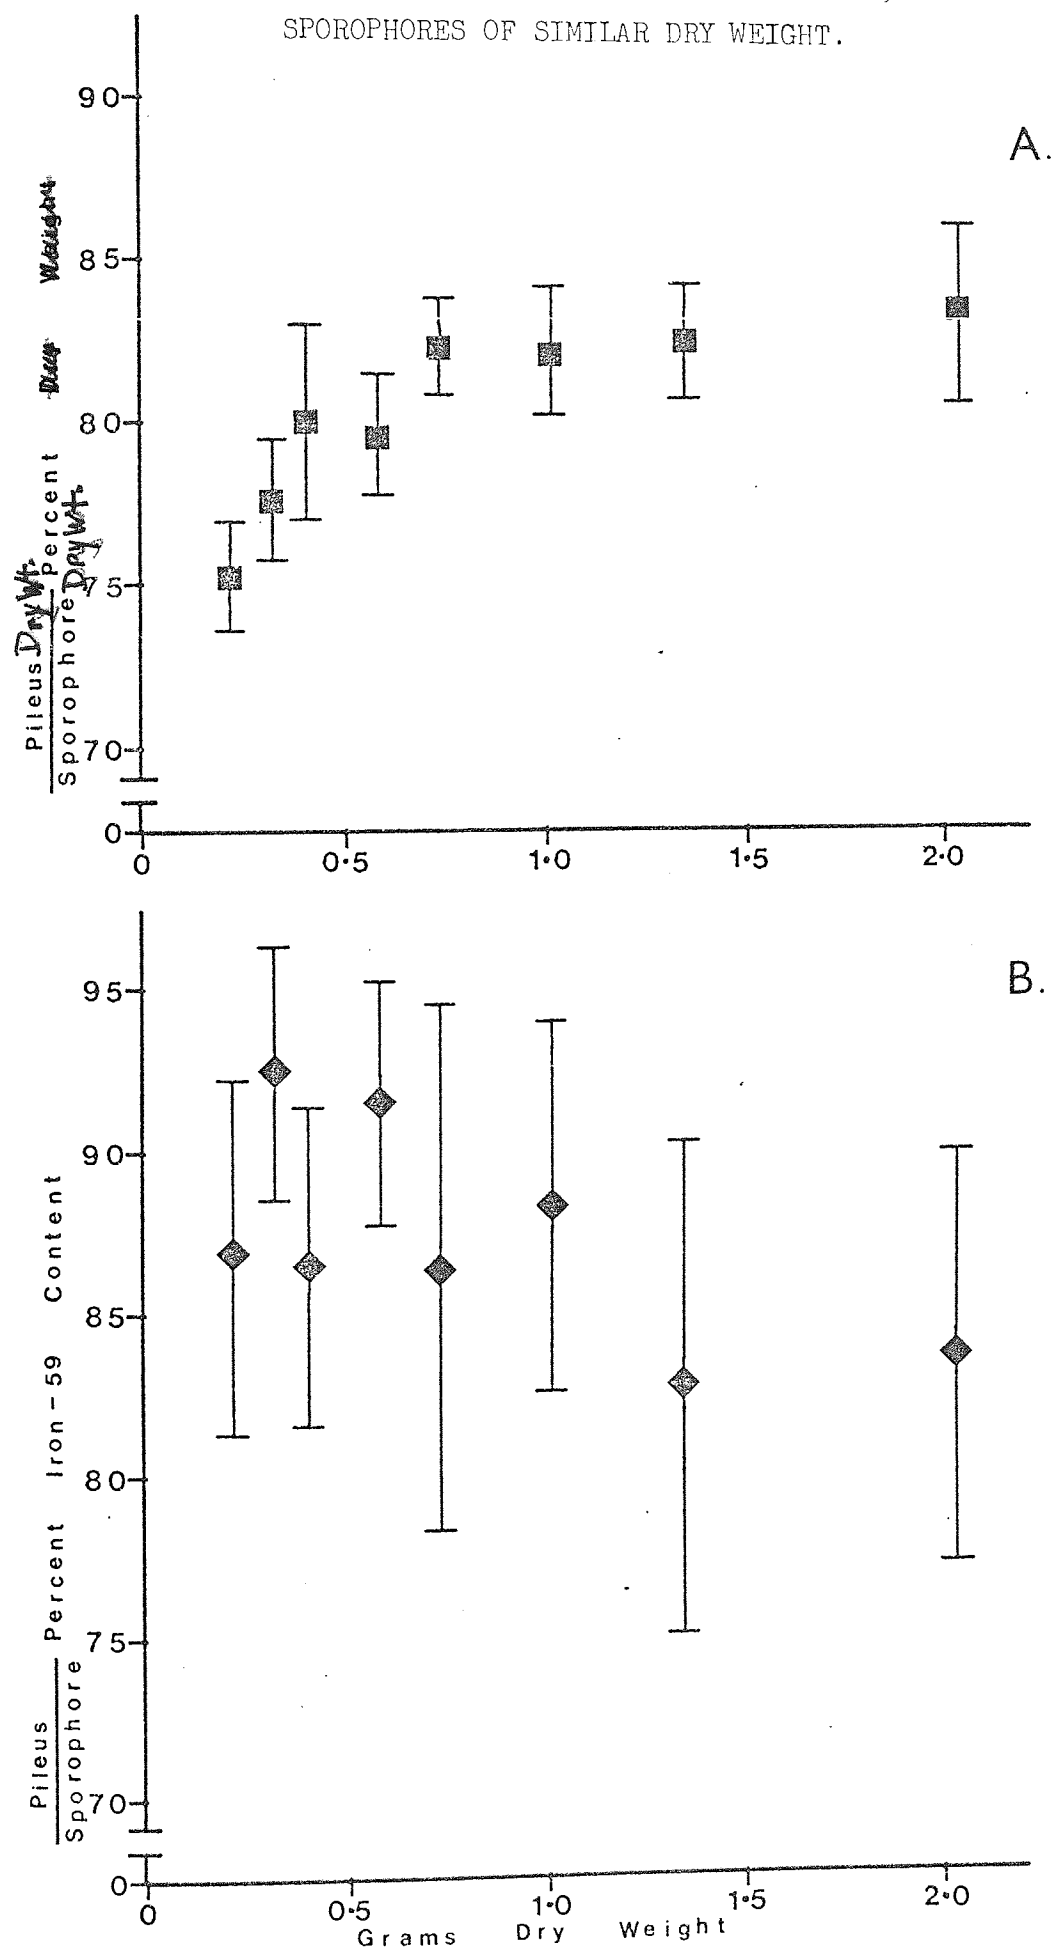 SPOROPHORES OF SIMILAR DRY WEIGHT.
A.
90
85
80
75
70
0
Pileus Dry Wt. Percent
Sporophore Dry Wt.
0 0·5 1·0 1·5 2·0
B.
95
90
85
80
75
70
0
Pileus Percent Iron-59 Content
Sporophore
0 0·5 1·0 1·5 2·0
Grams Dry Weight